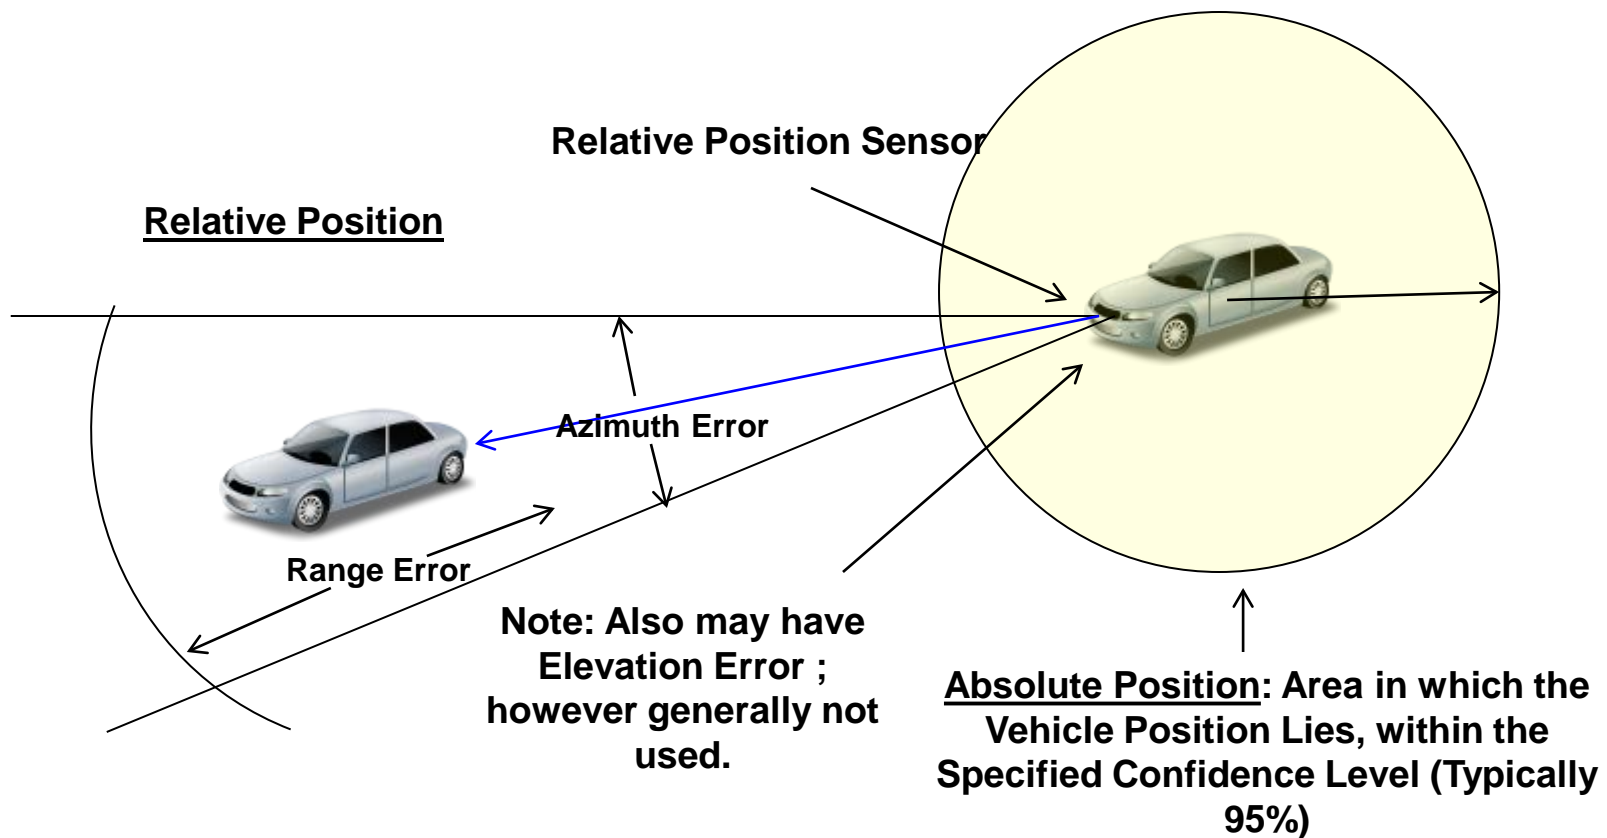 Relative Position Sensor
Relative Position
Azimuth Error
Range Error
Note: Also may have
Elevation Error ;
however generally not
used.
Absolute Position: Area in which the
Vehicle Position Lies, within the
Specified Confidence Level (Typically
95%)